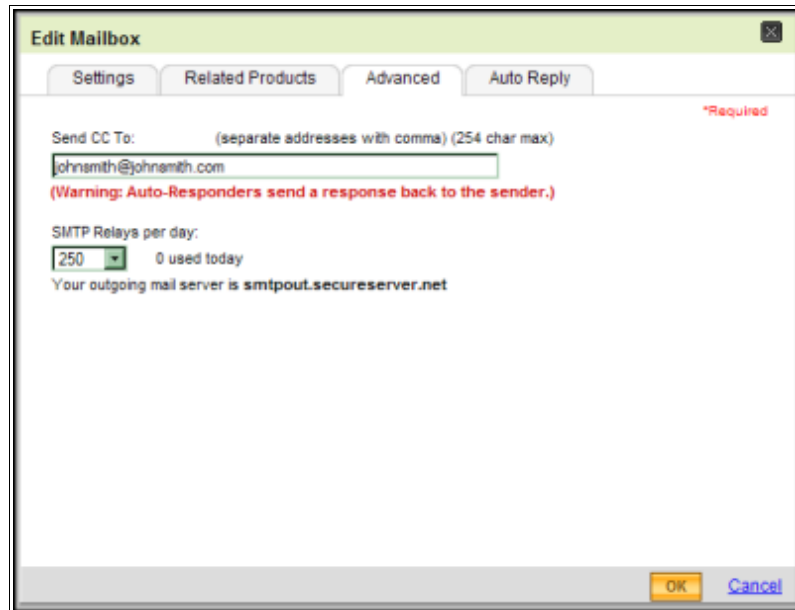 Edit Mailbox
Settings Related Products Advanced Auto Reply
*Required
Send CC To: (separate addresses with comma) (254 char max)
johnsmith@johnsmith.com
(Warning: Auto-Responders send a response back to the sender.)
SMTP Relays per day:
250 0 used today
Your outgoing mail server is smtpout.secureserver.net
OK Cancel